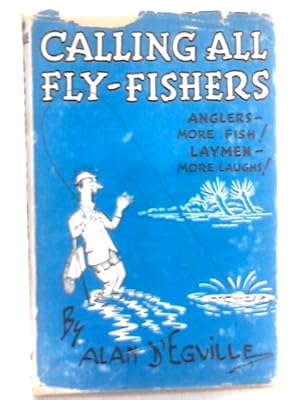 CALLING ALL
FLY-FISHERS
ANGLERS-
MORE FISH!
LAYMEN-
MORE LAUGHS!
By
ALAN D'EGVILLE